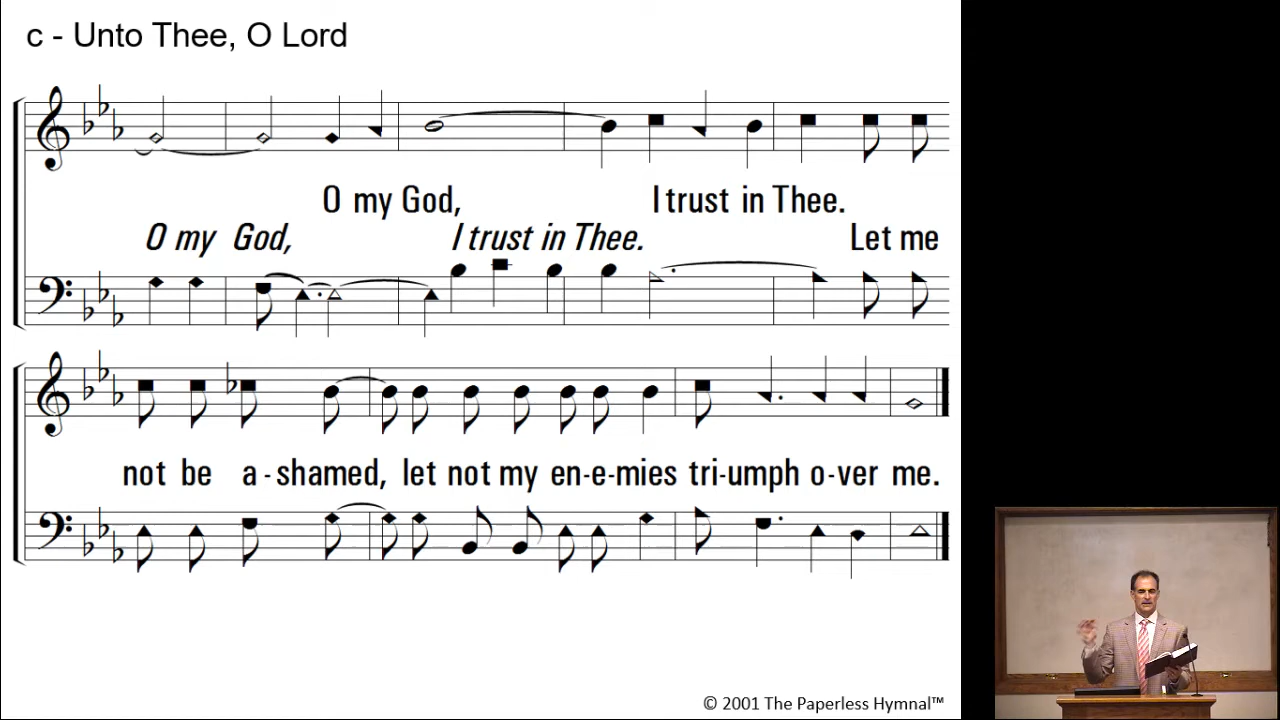 c - Unto Thee, O Lord
O my God, I trust in Thee.
O my God, I trust in Thee. Let me
not be a - shamed, let not my en-e-mies tri-umph o-ver me.
© 2001 The Paperless Hymnal™